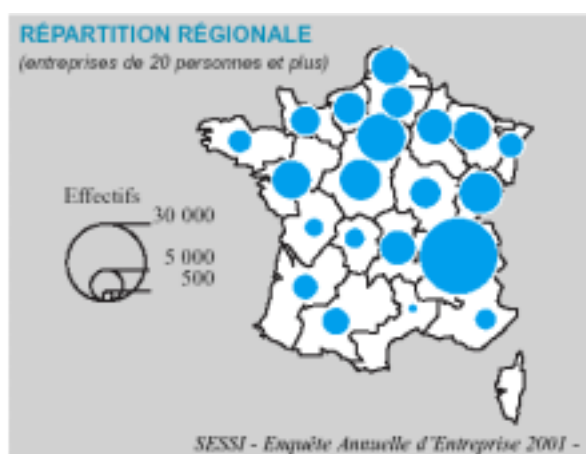 RÉPARTITION RÉGIONALE
(entreprises de 20 personnes et plus)
Effectifs
30 000
5 000
500
SESSI - Enquête Annuelle d'Entreprise 2001 -